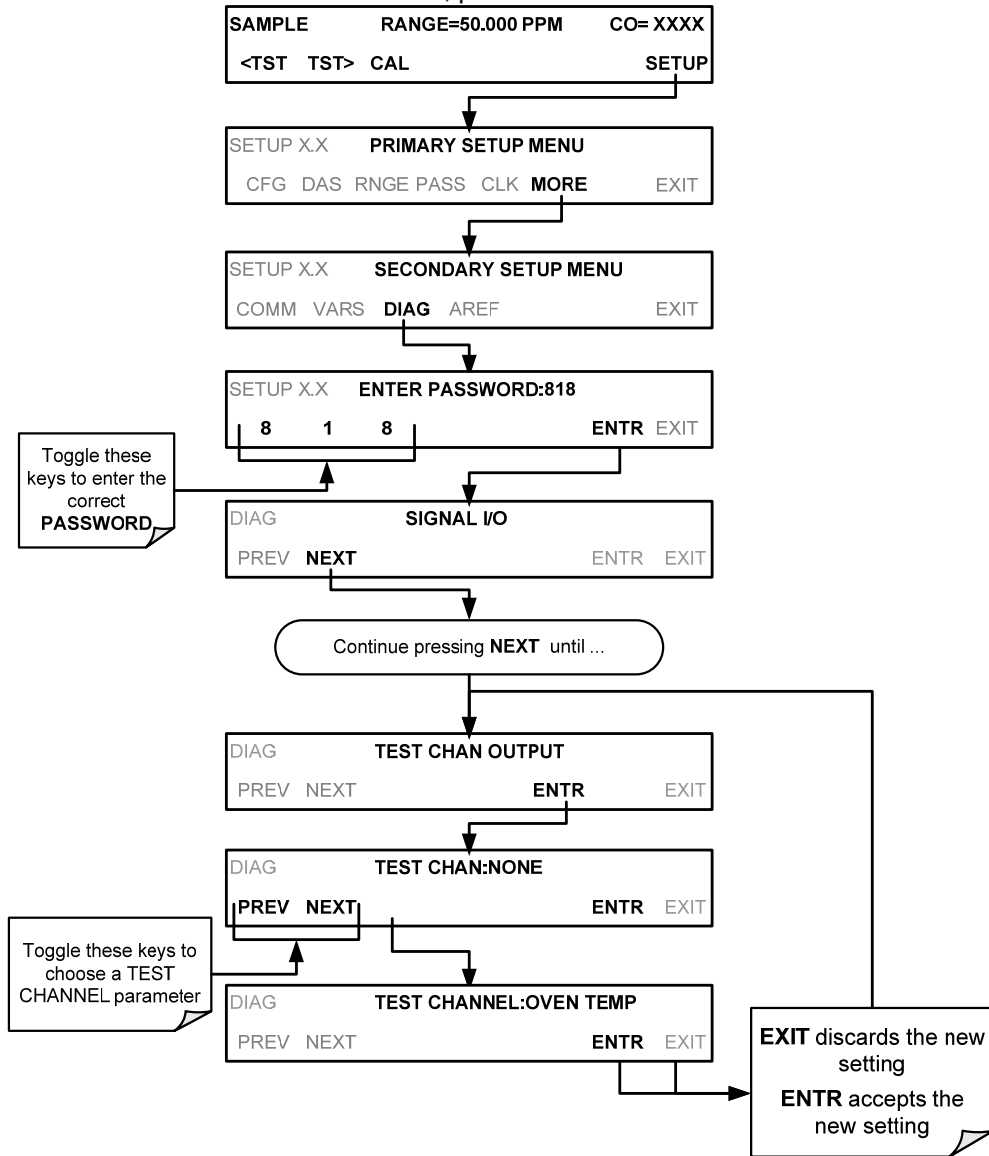 SAMPLE RANGE=50.000 PPM CO= XXXX
<TST TST> CAL SETUP
SETUP X.X PRIMARY SETUP MENU
CFG DAS RNGE PASS CLK MORE EXIT
SETUP X.X SECONDARY SETUP MENU
COMM VARS DIAG AREF EXIT
SETUP X.X ENTER PASSWORD:818
8 1 8 ENTR EXIT
Toggle these
keys to enter the
correct
PASSWORD
DIAG SIGNAL I/O
PREV NEXT ENTR EXIT
Continue pressing NEXT until ...
DIAG TEST CHAN OUTPUT
PREV NEXT ENTR EXIT
DIAG TEST CHAN:NONE
PREV NEXT ENTR EXIT
Toggle these keys to
choose a TEST
CHANNEL parameter
DIAG TEST CHANNEL:OVEN TEMP
PREV NEXT ENTR EXIT
EXIT discards the new
setting
ENTR accepts the
new setting